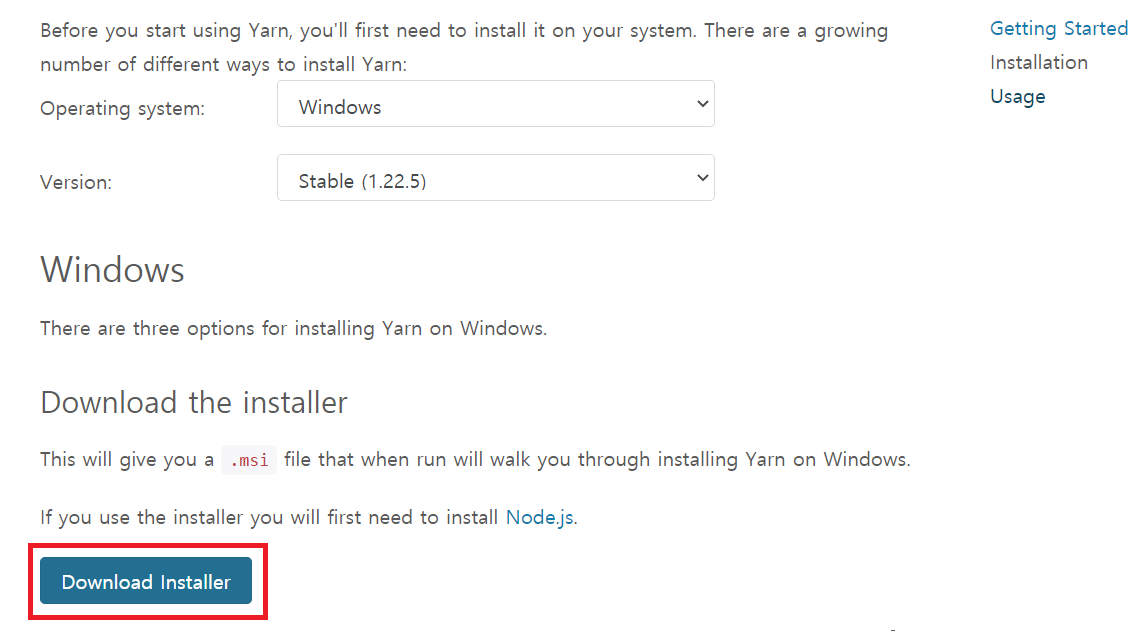 Before you start using Yarn, you'll first need to install it on your system. There are a growing
number of different ways to install Yarn:
Operating system:
Windows
Version:
Stable (1.22.5)
Windows
There are three options for installing Yarn on Windows.
Download the installer
This will give you a .msi file that when run will walk you through installing Yarn on Windows.
If you use the installer you will first need to install Node.js.
Download Installer
Getting Started
Installation
Usage